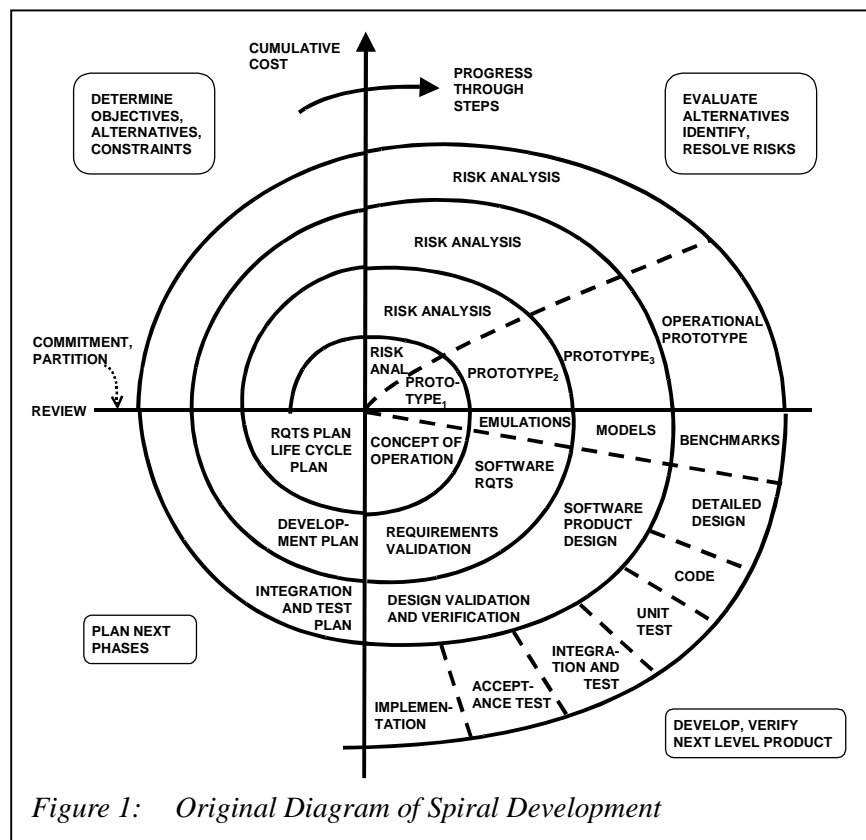 CUMULATIVE
COST
PROGRESS
THROUGH
STEPS
DETERMINE
OBJECTIVES,
ALTERNATIVES,
CONSTRAINTS
EVALUATE
ALTERNATIVES
IDENTIFY,
RESOLVE RISKS
RISK ANALYSIS
RISK ANALYSIS
RISK ANALYSIS
RISK
ANAL.
PROTO-
TYPE1
PROTOTYPE2
PROTOTYPE3
OPERATIONAL
PROTOTYPE
COMMITMENT,
PARTITION
REVIEW
RQTS PLAN
LIFE CYCLE
PLAN
CONCEPT OF
OPERATION
EMULATIONS
MODELS
BENCHMARKS
SOFTWARE
RQTS
SOFTWARE
PRODUCT
DESIGN
DETAILED
DESIGN
DEVELOP-
MENT PLAN
REQUIREMENTS
VALIDATION
CODE
UNIT
TEST
INTEGRATION
AND TEST
PLAN
DESIGN VALIDATION
AND VERIFICATION
INTEGRA-
TION AND
TEST
ACCEPT-
ANCE TEST
IMPLEMEN-
TATION
PLAN NEXT
PHASES
DEVELOP, VERIFY
NEXT LEVEL PRODUCT
Figure 1: Original Diagram of Spiral Development